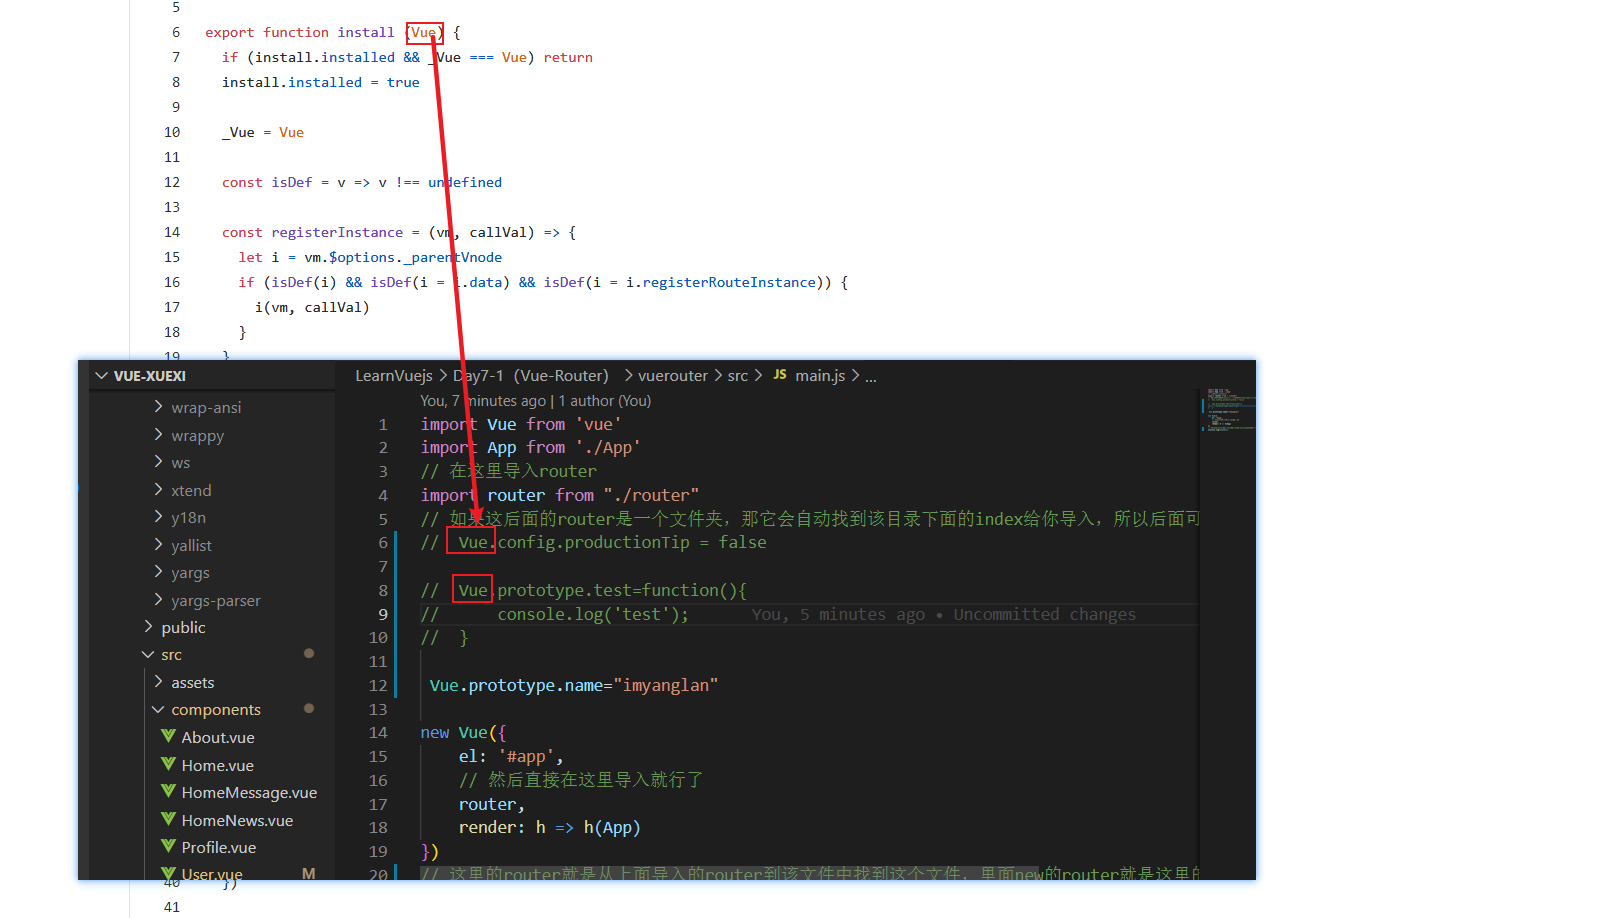 5
6 export function install (Vue) {
7 if (install.installed && _Vue === Vue) return
8 install.installed = true
9
10 _Vue = Vue
11
12 const isDef = v => v !== undefined
13
14 const registerInstance = (vm, callVal) => {
15 let i = vm.$options._parentVnode
16 if (isDef(i) && isDef(i = i.data) && isDef(i = i.registerRouteInstance)) {
17 i(vm, callVal)
18 }
19 }
VUE-XUEXI
wrap-ansi
wrappy
ws
xtend
y18n
yallist
yargs
yargs-parser
public
src
assets
components
About.vue
Home.vue
HomeMessage.vue
HomeNews.vue
Profile.vue
User.vue M
LearnVuejs > Day7-1 (Vue-Router) > vuerouter > src > JS main.js > ...
You, 7 minutes ago | 1 author (You)
1 import Vue from 'vue'
2 import App from './App'
3 // 在这里导入router
4 import router from "./router"
5 // 如果这后面的router是一个文件夹，那它会自动找到该目录下面的index给你导入，所以后面可
6 // Vue.config.productionTip = false
7
8 // Vue.prototype.test=function(){
9 // console.log('test'); You, 5 minutes ago • Uncommitted changes
10 // }
11
12 Vue.prototype.name="imyanglan"
13
14 new Vue({
15 el: '#app',
16 // 然后直接在这里导入就行了
17 router,
18 render: h => h(App)
19 })
20 // 这里的router就是从上面导入的router到该文件中找到这个文件，里面new的router就是这里的
40 })
41